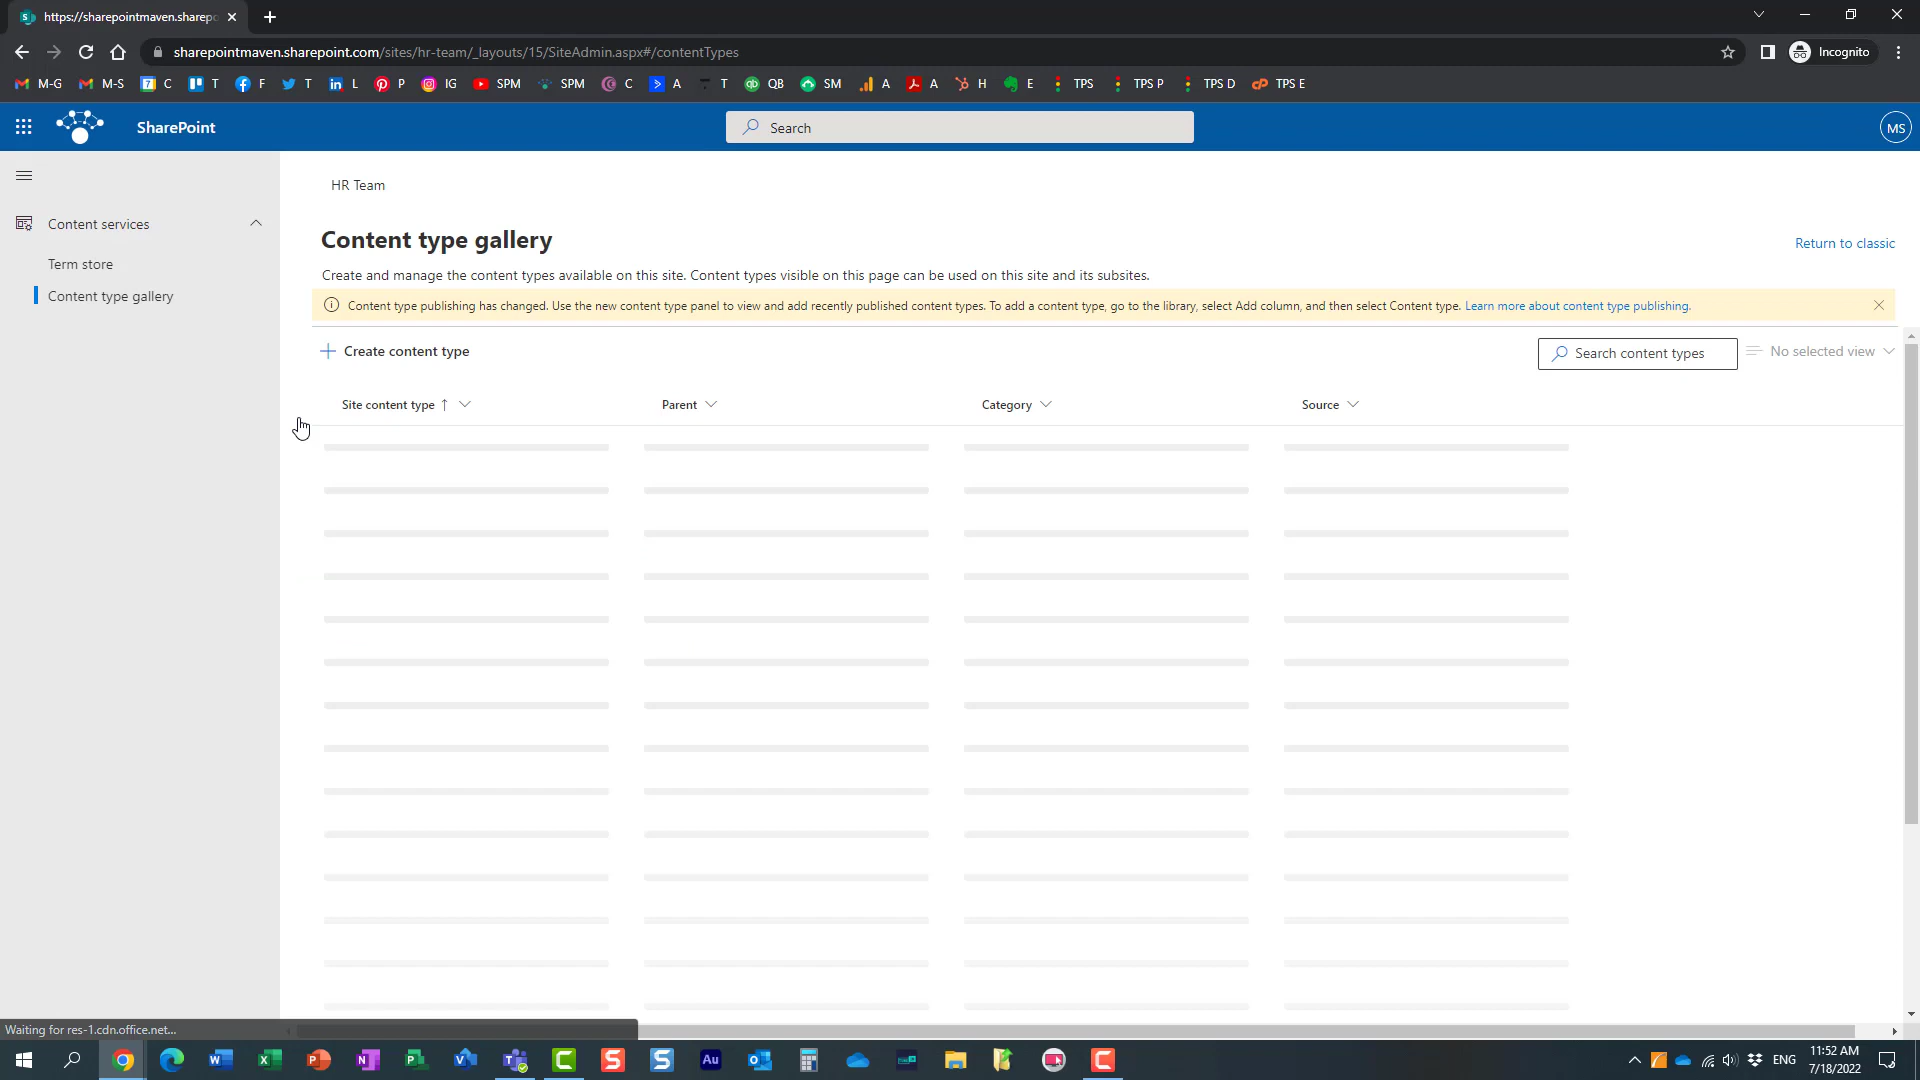 https://sharepointmaven.sharepo
sharepointmaven.sharepoint.com/sites/hr-team/_layouts/15/SiteAdmin.aspx#/contentTypes
Incognito
M-G M-S C T F T L P IG SPM SPM C A T QB SM A A H E TPS TPS P TPS D TPS E
SharePoint
Search
MS
HR Team
Content services
Term store
Content type gallery
Content type gallery
Return to classic
Create and manage the content types available on this site. Content types visible on this page can be used on this site and its subsites.
Content type publishing has changed. Use the new content type panel to view and add recently published content types. To add a content type, go to the library, select Add column, and then select Content type. Learn more about content type publishing.
Create content type
Search content types
No selected view
Site content type Parent Category Source
Waiting for res-1.cdn.office.net...
ENG
11:52 AM
7/18/2022